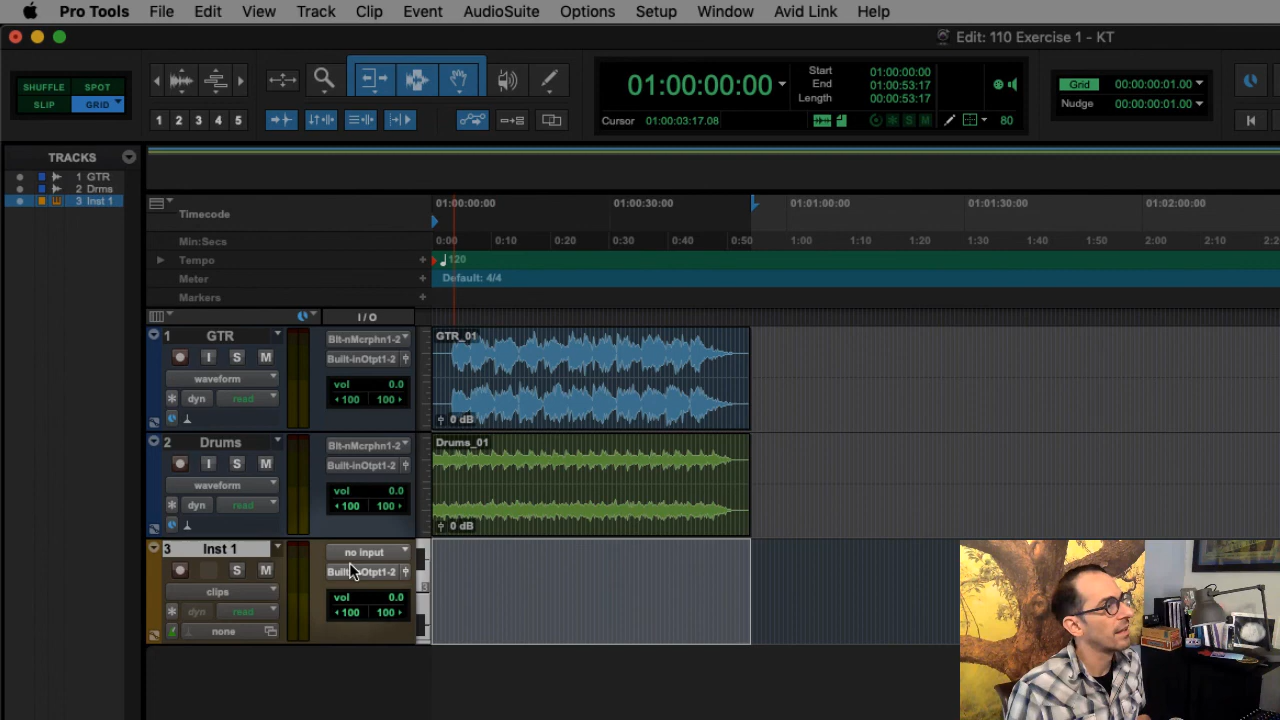 Pro Tools File Edit View Track Clip Event AudioSuite Options Setup Window Avid Link Help
Edit: 110 Exercise 1 - KT
SHUFFLE SPOT
SLIP GRID
1 2 3 4 5
01:00:00:00
Start 01:00:00:00
End 01:00:53:17
Length 00:00:53:17
Cursor 01:00:03:17.08
80
Grid 00:00:00:01.00
Nudge 00:00:00:01.00
TRACKS
1 GTR
2 Drms
3 Inst 1
Timecode
01:00:00:00 01:00:30:00 01:01:00:00 01:01:30:00 01:02:00:00
Min:Secs
0:00 0:10 0:20 0:30 0:40 0:50 1:00 1:10 1:20 1:30 1:40 1:50 2:00 2:10
Tempo
120
Meter
Default: 4/4
Markers
I / O
1 GTR
Blt-nMcrphn1-2
I S M
Built-inOtpt1-2
waveform
vol 0.0
dyn read
100 100
GTR_01
0 dB
2 Drums
Blt-nMcrphn1-2
I S M
Built-inOtpt1-2
waveform
vol 0.0
dyn read
100 100
Drums_01
0 dB
3 Inst 1
no input
S M
clips
vol 0.0
dyn read
100 100
none